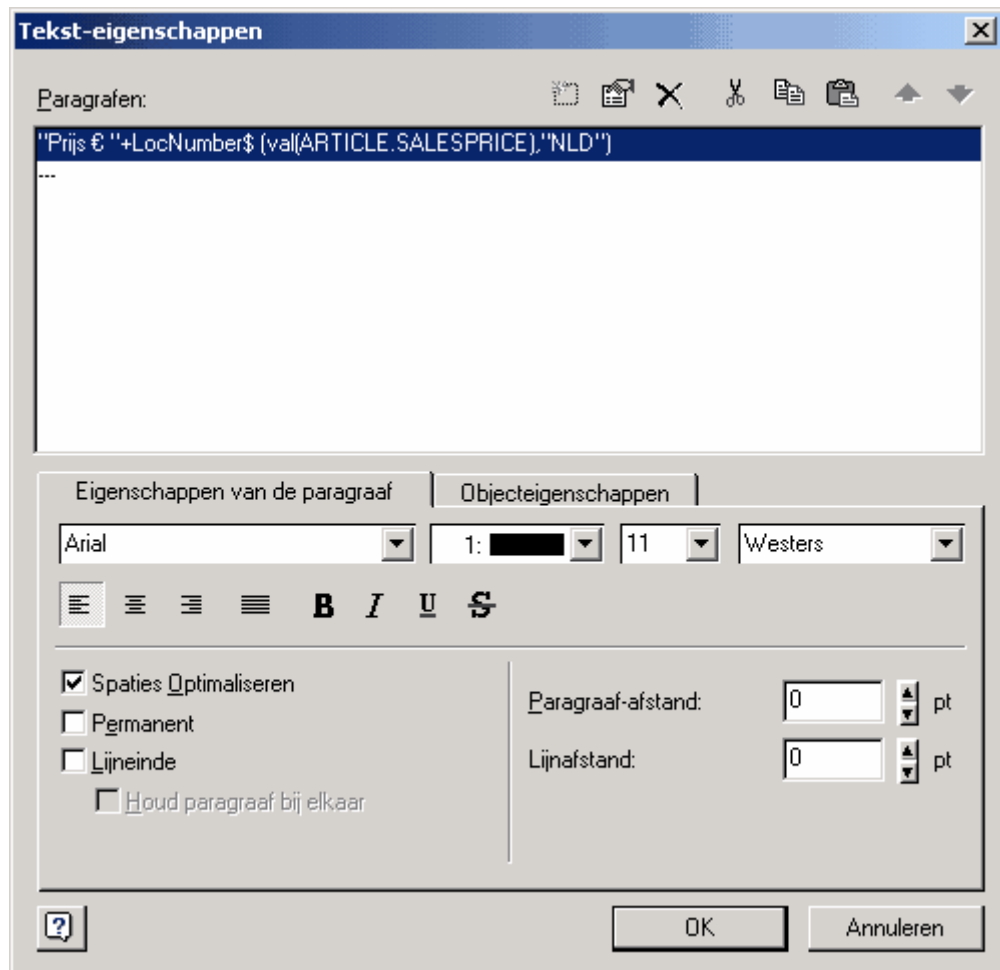 Tekst-eigenschappen
Paragrafen:
"Prijs € "+LocNumber$ (val(ARTICLE.SALESPRICE),"NLD")
---
Eigenschappen van de paragraaf Objecteigenschappen
Arial 1: 11 Westers
B I U S
Spaties Optimaliseren
Permanent
Lijneinde
Houd paragraaf bij elkaar
Paragraaf-afstand: 0 pt
Lijnafstand: 0 pt
? OK Annuleren